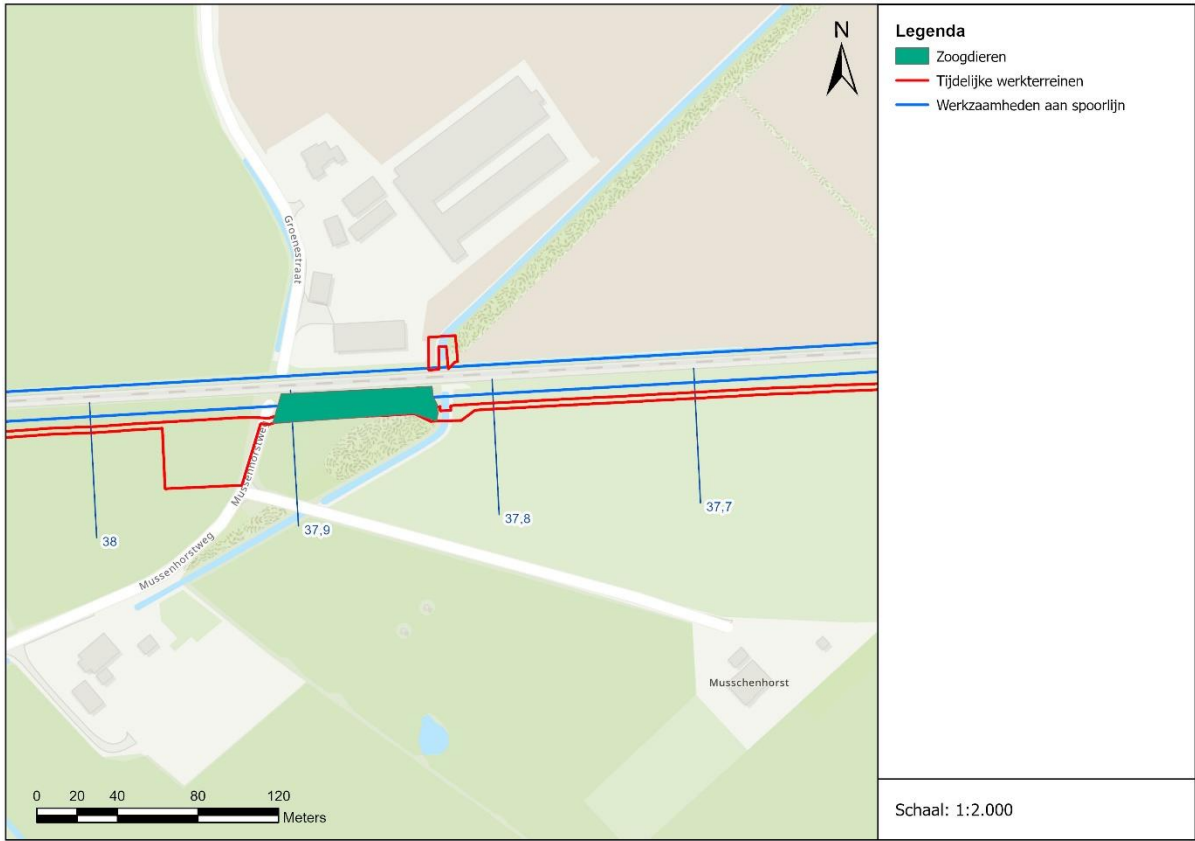 Legenda
Zoogdieren
Tijdelijke werkterreinen
Werkzaamheden aan spoorlijn
N
Groenestraat
Mussenhorstweg
38
37,9
37,8
37,7
Mussenhorstweg
Musschenhorst
0 20 40 80 120
Meters
Schaal: 1:2.000